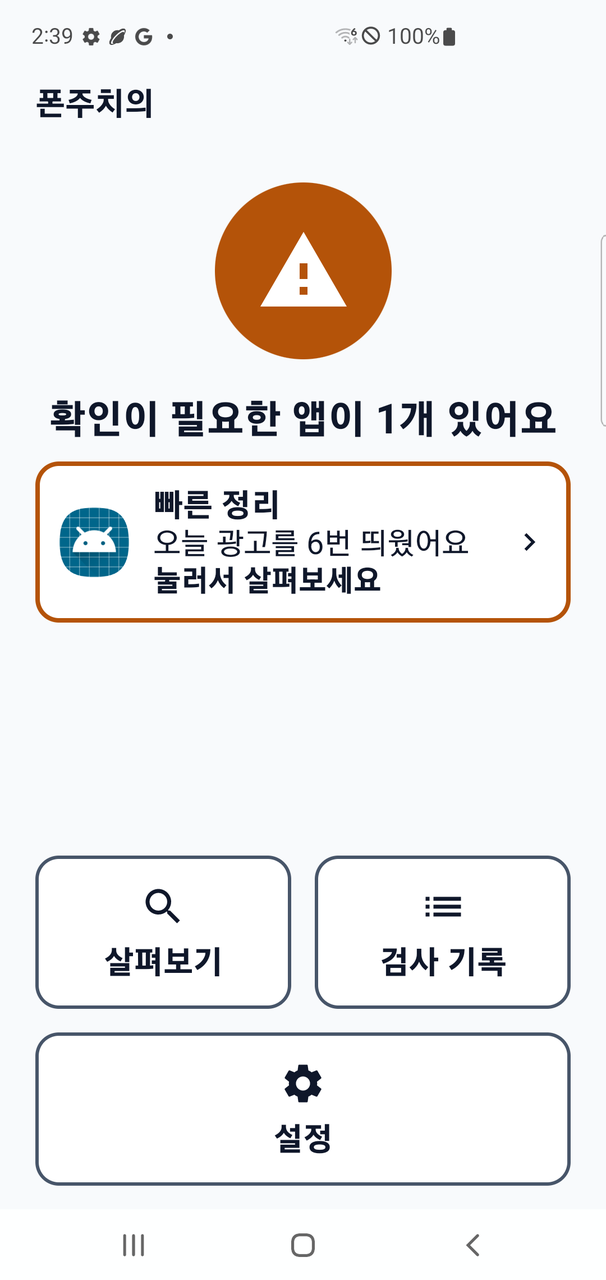 2:39
100%
폰주치의
확인이 필요한 앱이 1개 있어요
빠른 정리
오늘 광고를 6번 띄웠어요
눌러서 살펴보세요
살펴보기
검사 기록
설정